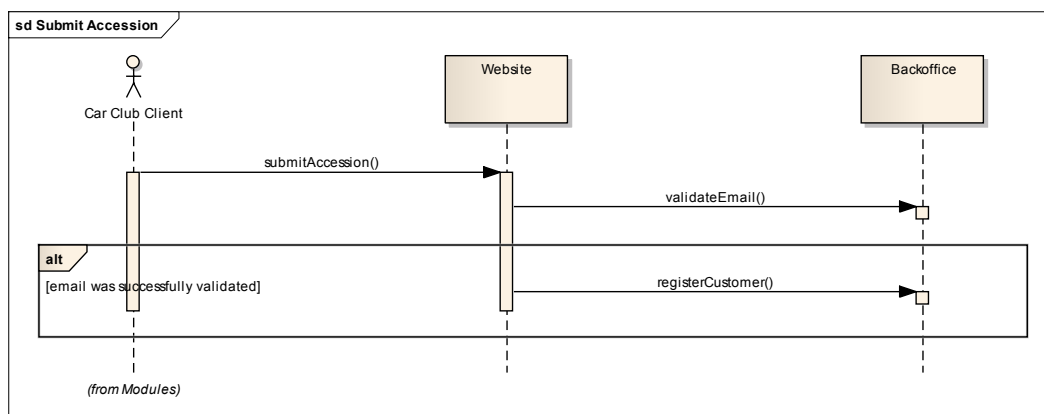 sd Submit Accession
Car Club Client
Website
Backoffice
submitAccession()
validateEmail()
alt
[email was successfully validated]
registerCustomer()
(from Modules)